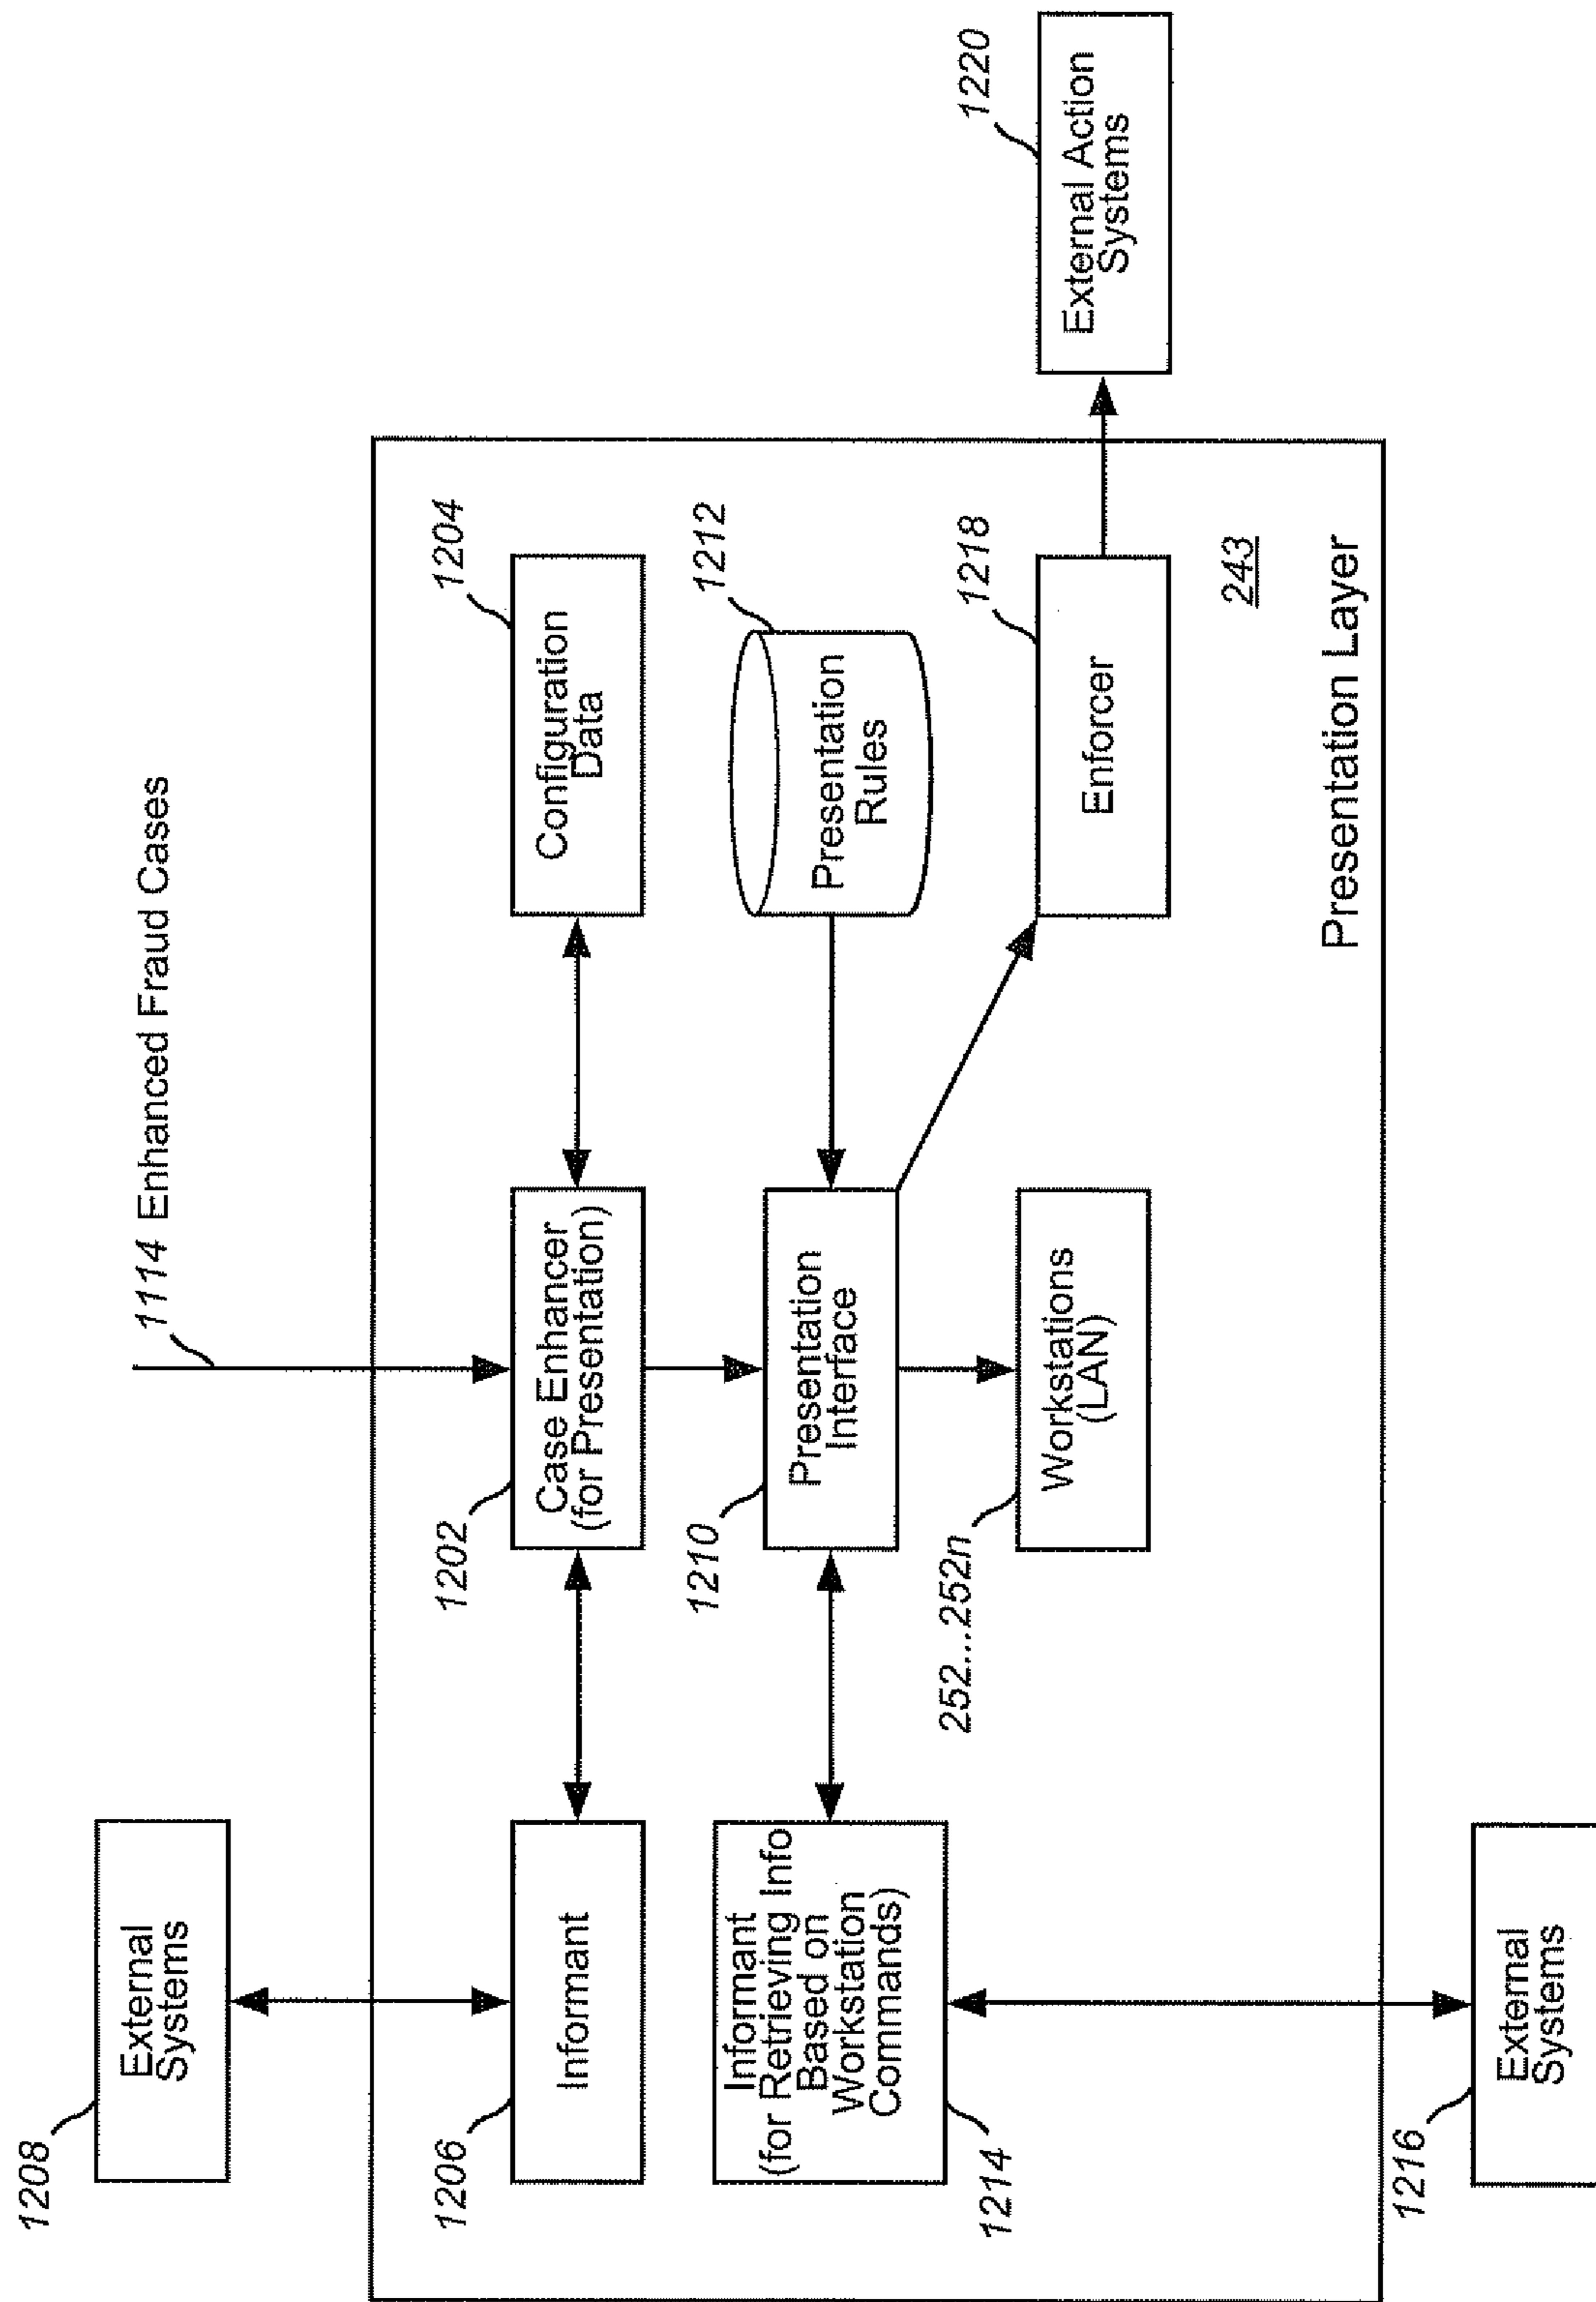 1114 Enhanced Fraud Cases
1208
External
Systems
1202
Case Enhancer
(for Presentation)
1204
Configuration
Data
1206
Informant
1210
Presentation
Interface
1212
Presentation
Rules
Informant
(for Retrieving Info
Based on
Workstation
Commands)
1214
252...252n
Workstations
(LAN)
1218
Enforcer
1220
External Action
Systems
243
Presentation Layer
1216
External
Systems